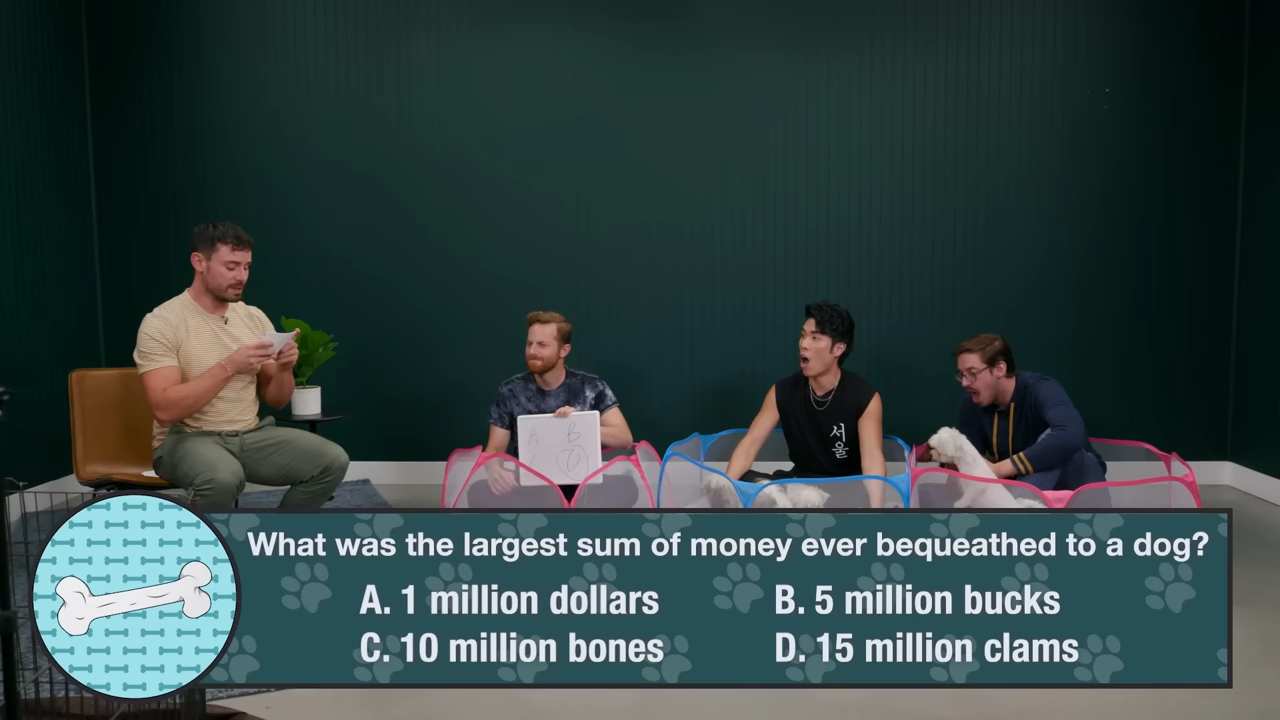 A. B
서울
What was the largest sum of money ever bequeathed to a dog?
A. 1 million dollars
B. 5 million bucks
C. 10 million bones
D. 15 million clams